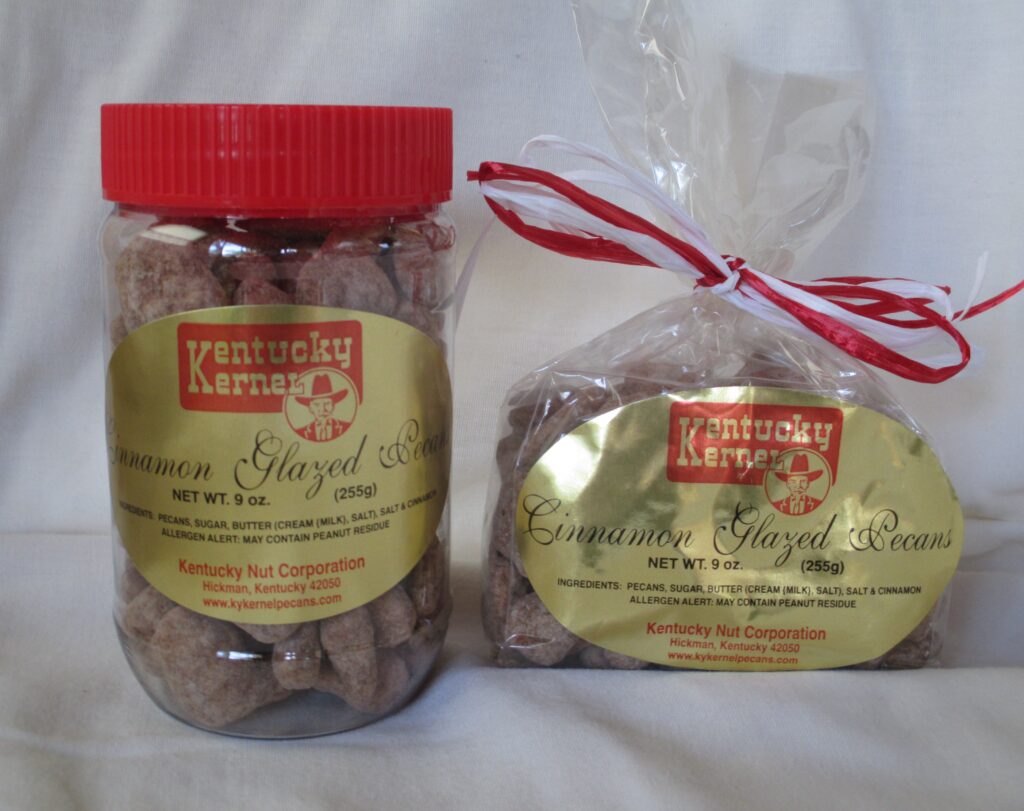 Kentucky
Kernel
Cinnamon Glazed Pecans
NET WT. 9 oz. (255g)
INGREDIENTS: PECANS, SUGAR, BUTTER (CREAM (MILK), SALT), SALT & CINNAMON
ALLERGEN ALERT: MAY CONTAIN PEANUT RESIDUE
Kentucky Nut Corporation
Hickman, Kentucky 42050
www.kykernelpecans.com
Kentucky
Kernel
Cinnamon Glazed Pecans
NET WT. 9 oz. (255g)
INGREDIENTS: PECANS, SUGAR, BUTTER (CREAM (MILK), SALT), SALT & CINNAMON
ALLERGEN ALERT: MAY CONTAIN PEANUT RESIDUE
Kentucky Nut Corporation
Hickman, Kentucky 42050
www.kykernelpecans.com